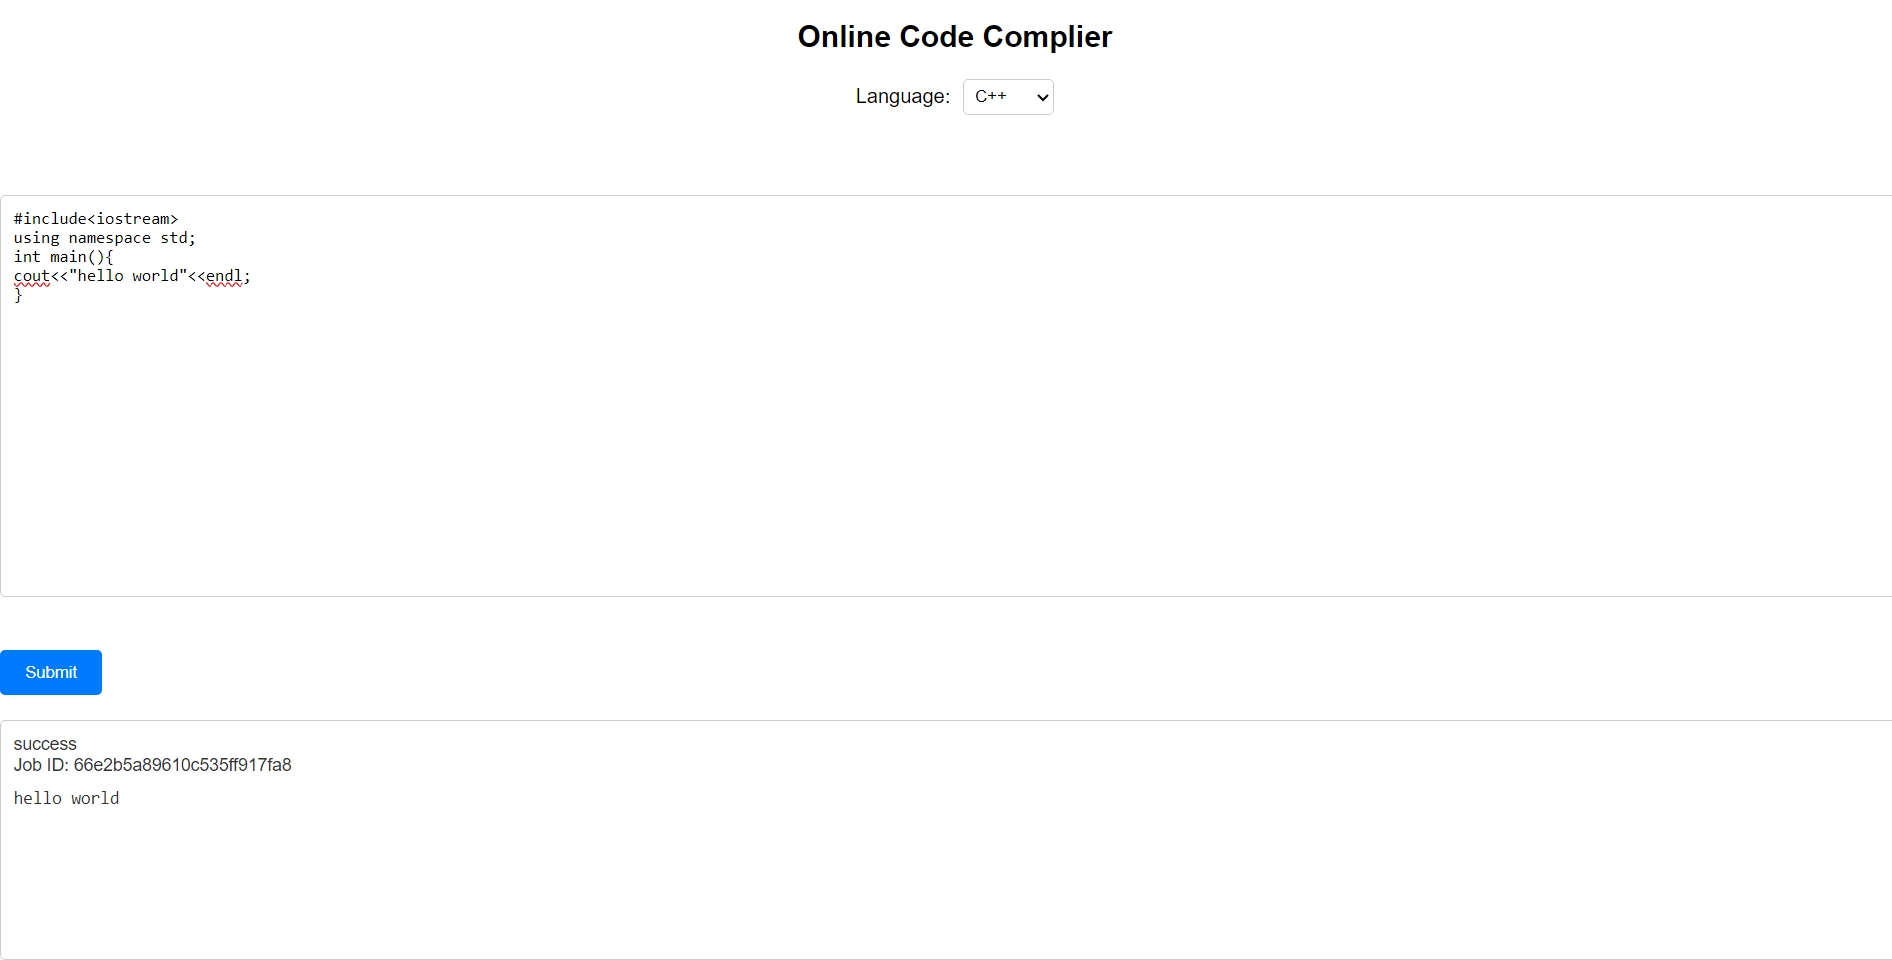 Online Code Complier
Language: C++
#include<iostream>
using namespace std;
int main(){
cout<<"hello world"<<endl;
}
Submit
success
Job ID: 66e2b5a89610c535ff917fa8
hello world